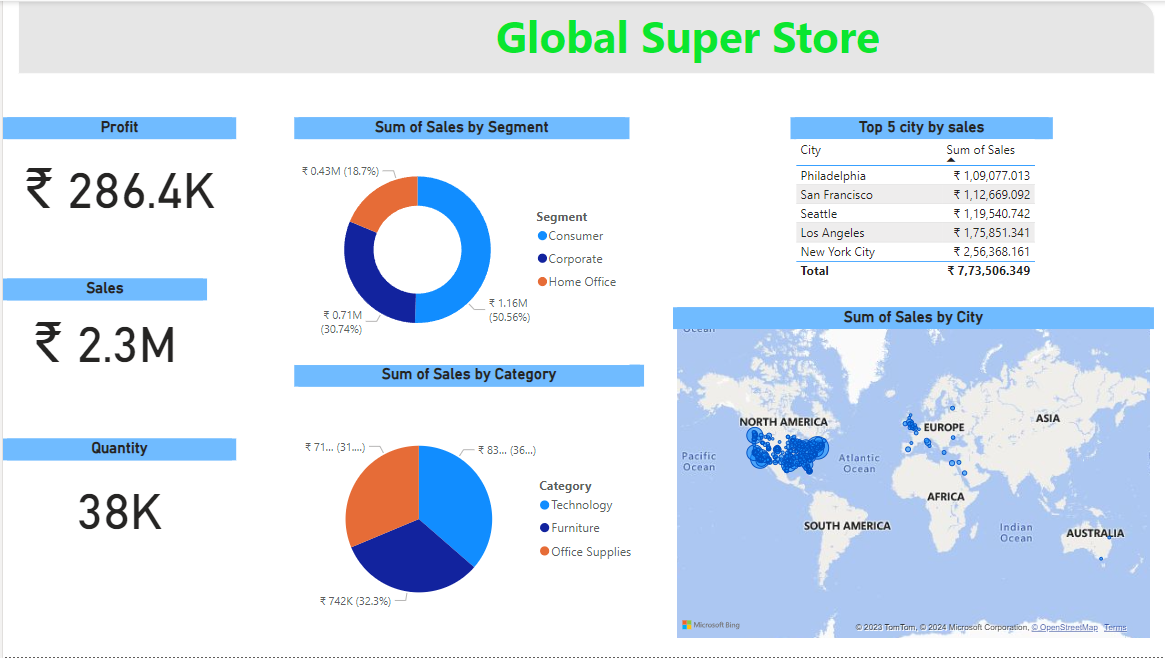 Global Super Store
Profit
₹ 286.4K
Sales
₹ 2.3M
Quantity
38K
Sum of Sales by Segment
₹ 0.43M (18.7%)
₹ 1.16M
(50.56%)
₹ 0.71M
(30.74%)
Segment
Consumer
Corporate
Home Office
Sum of Sales by Category
₹ 71... (31....)
₹ 83... (36...)
₹ 742K (32.3%)
Category
Technology
Furniture
Office Supplies
Top 5 city by sales
City Sum of Sales
Philadelphia ₹ 1,09,077.013
San Francisco ₹ 1,12,669.092
Seattle ₹ 1,19,540.742
Los Angeles ₹ 1,75,851.341
New York City ₹ 2,56,368.161
Total ₹ 7,73,506.349
Sum of Sales by City
Ocean
NORTH AMERICA
EUROPE
ASIA
Pacific
Ocean
Atlantic
Ocean
AFRICA
SOUTH AMERICA
Indian
Ocean
AUSTRALIA
Microsoft Bing
© 2023 TomTom, © 2024 Microsoft Corporation, © OpenStreetMap Terms